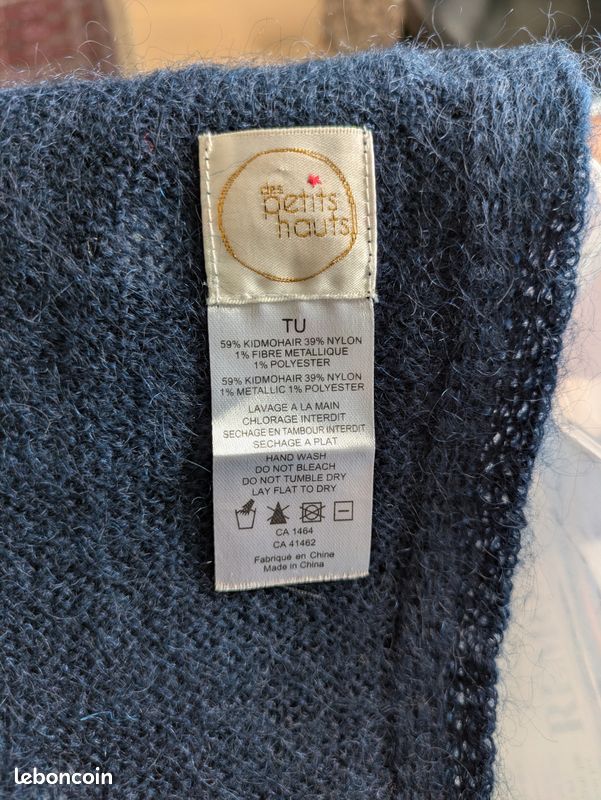 des
petits
hauts
TU
59% KIDMOHAIR 39% NYLON
1% FIBRE METALLIQUE
1% POLYESTER
59% KIDMOHAIR 39% NYLON
1% METALLIC 1% POLYESTER
LAVAGE A LA MAIN
CHLORAGE INTERDIT
SECHAGE EN TAMBOUR INTERDIT
SECHAGE A PLAT
HAND WASH
DO NOT BLEACH
DO NOT TUMBLE DRY
LAY FLAT TO DRY
CA 1464
CA 41462
Fabriqué en Chine
Made in China
leboncoin